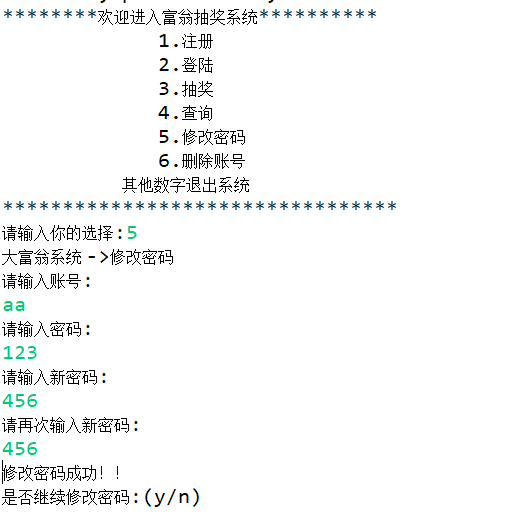 ********欢迎进入富翁抽奖系统**********
1.注册
2.登陆
3.抽奖
4.查询
5.修改密码
6.删除账号
其他数字退出系统
*********************************
请输入你的选择:5
大富翁系统 ->修改密码
请输入账号:
aa
请输入密码:
123
请输入新密码:
456
请再次输入新密码:
456
修改密码成功！！
是否继续修改密码:(y/n)